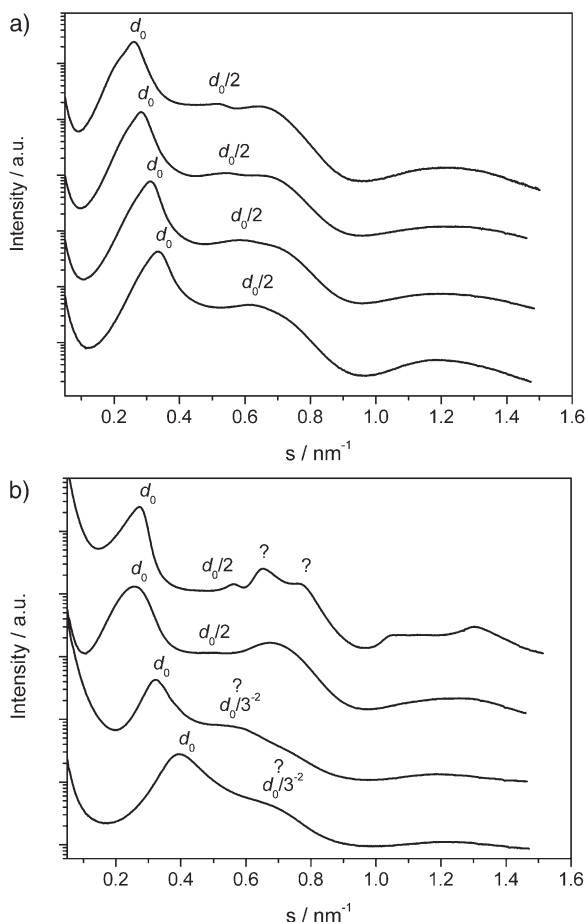 a)
d₀
d₀/2
d₀
d₀/2
d₀
d₀/2
d₀
d₀/2
Intensity / a.u.
0.2 0.4 0.6 0.8 1.0 1.2 1.4 1.6
s / nm⁻¹
b)
d₀
? ?
d₀/2
d₀
d₀/2
d₀
?
d₀/3⁻²
d₀
?
d₀/3⁻²
Intensity / a.u.
0.2 0.4 0.6 0.8 1.0 1.2 1.4 1.6
s / nm⁻¹